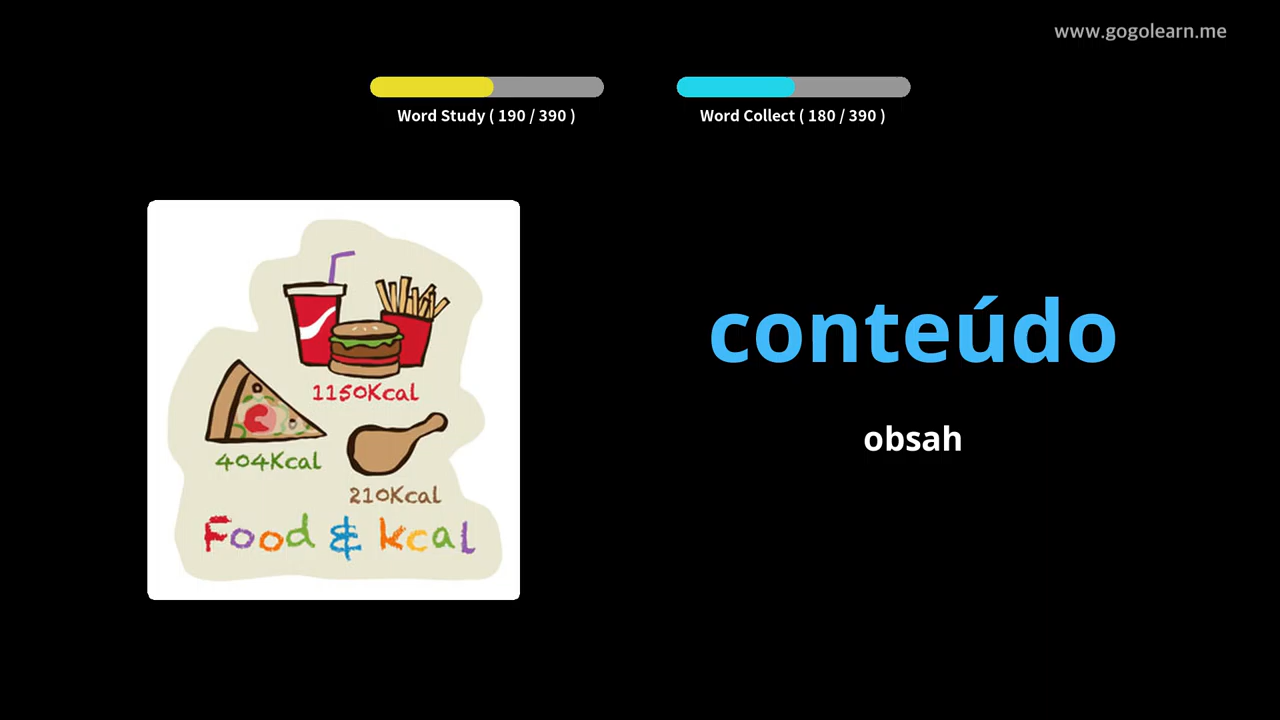 www.gogolearn.me
Word Study ( 190 / 390 )
Word Collect ( 180 / 390 )
1150Kcal
404Kcal
210Kcal
Food & kcal
conteúdo
obsah